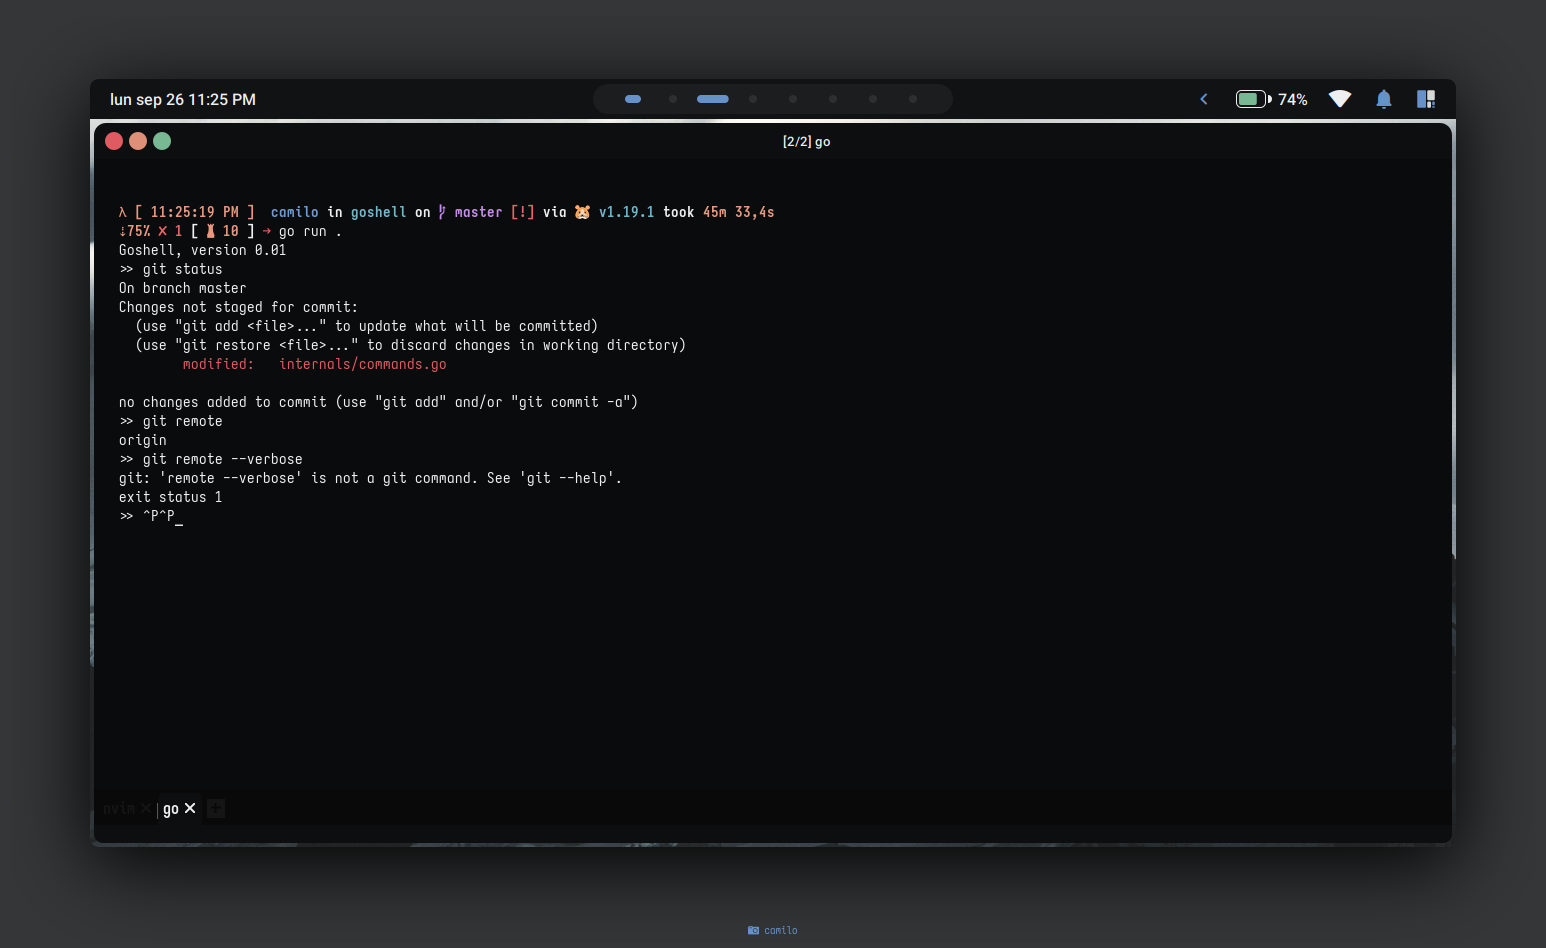 lun sep 26 11:25 PM
74%
[2/2] go
λ [ 11:25:19 PM ] camilo in goshell on master [!] via 🐹 v1.19.1 took 45m 33,4s
⇣75% ✗ 1 [ 10 ] ➜ go run .
Goshell, version 0.01
>> git status
On branch master
Changes not staged for commit:
  (use "git add <file>..." to update what will be committed)
  (use "git restore <file>..." to discard changes in working directory)
        modified:   internals/commands.go
no changes added to commit (use "git add" and/or "git commit -a")
>> git remote
origin
>> git remote --verbose
git: 'remote --verbose' is not a git command. See 'git --help'.
exit status 1
>> ^P^P_
nvim ✕ | go ✕ +
camilo